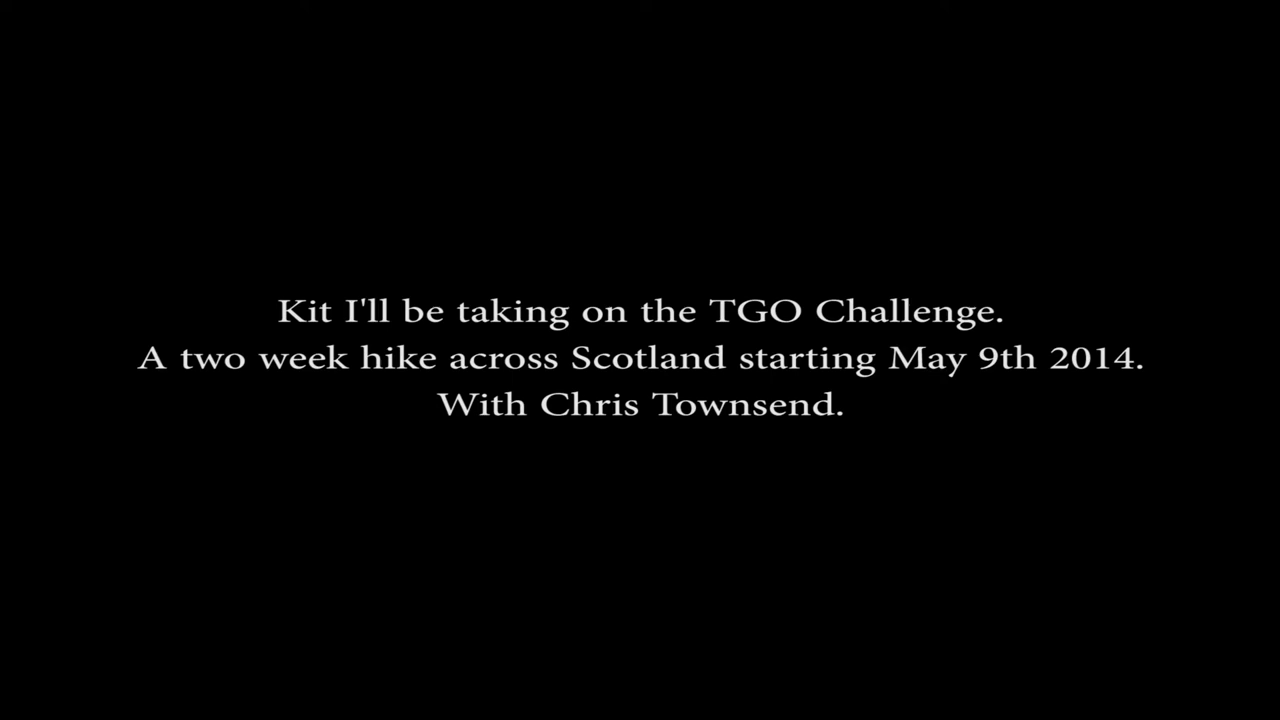 Kit I'll be taking on the TGO Challenge.
A two week hike across Scotland starting May 9th 2014.
With Chris Townsend.